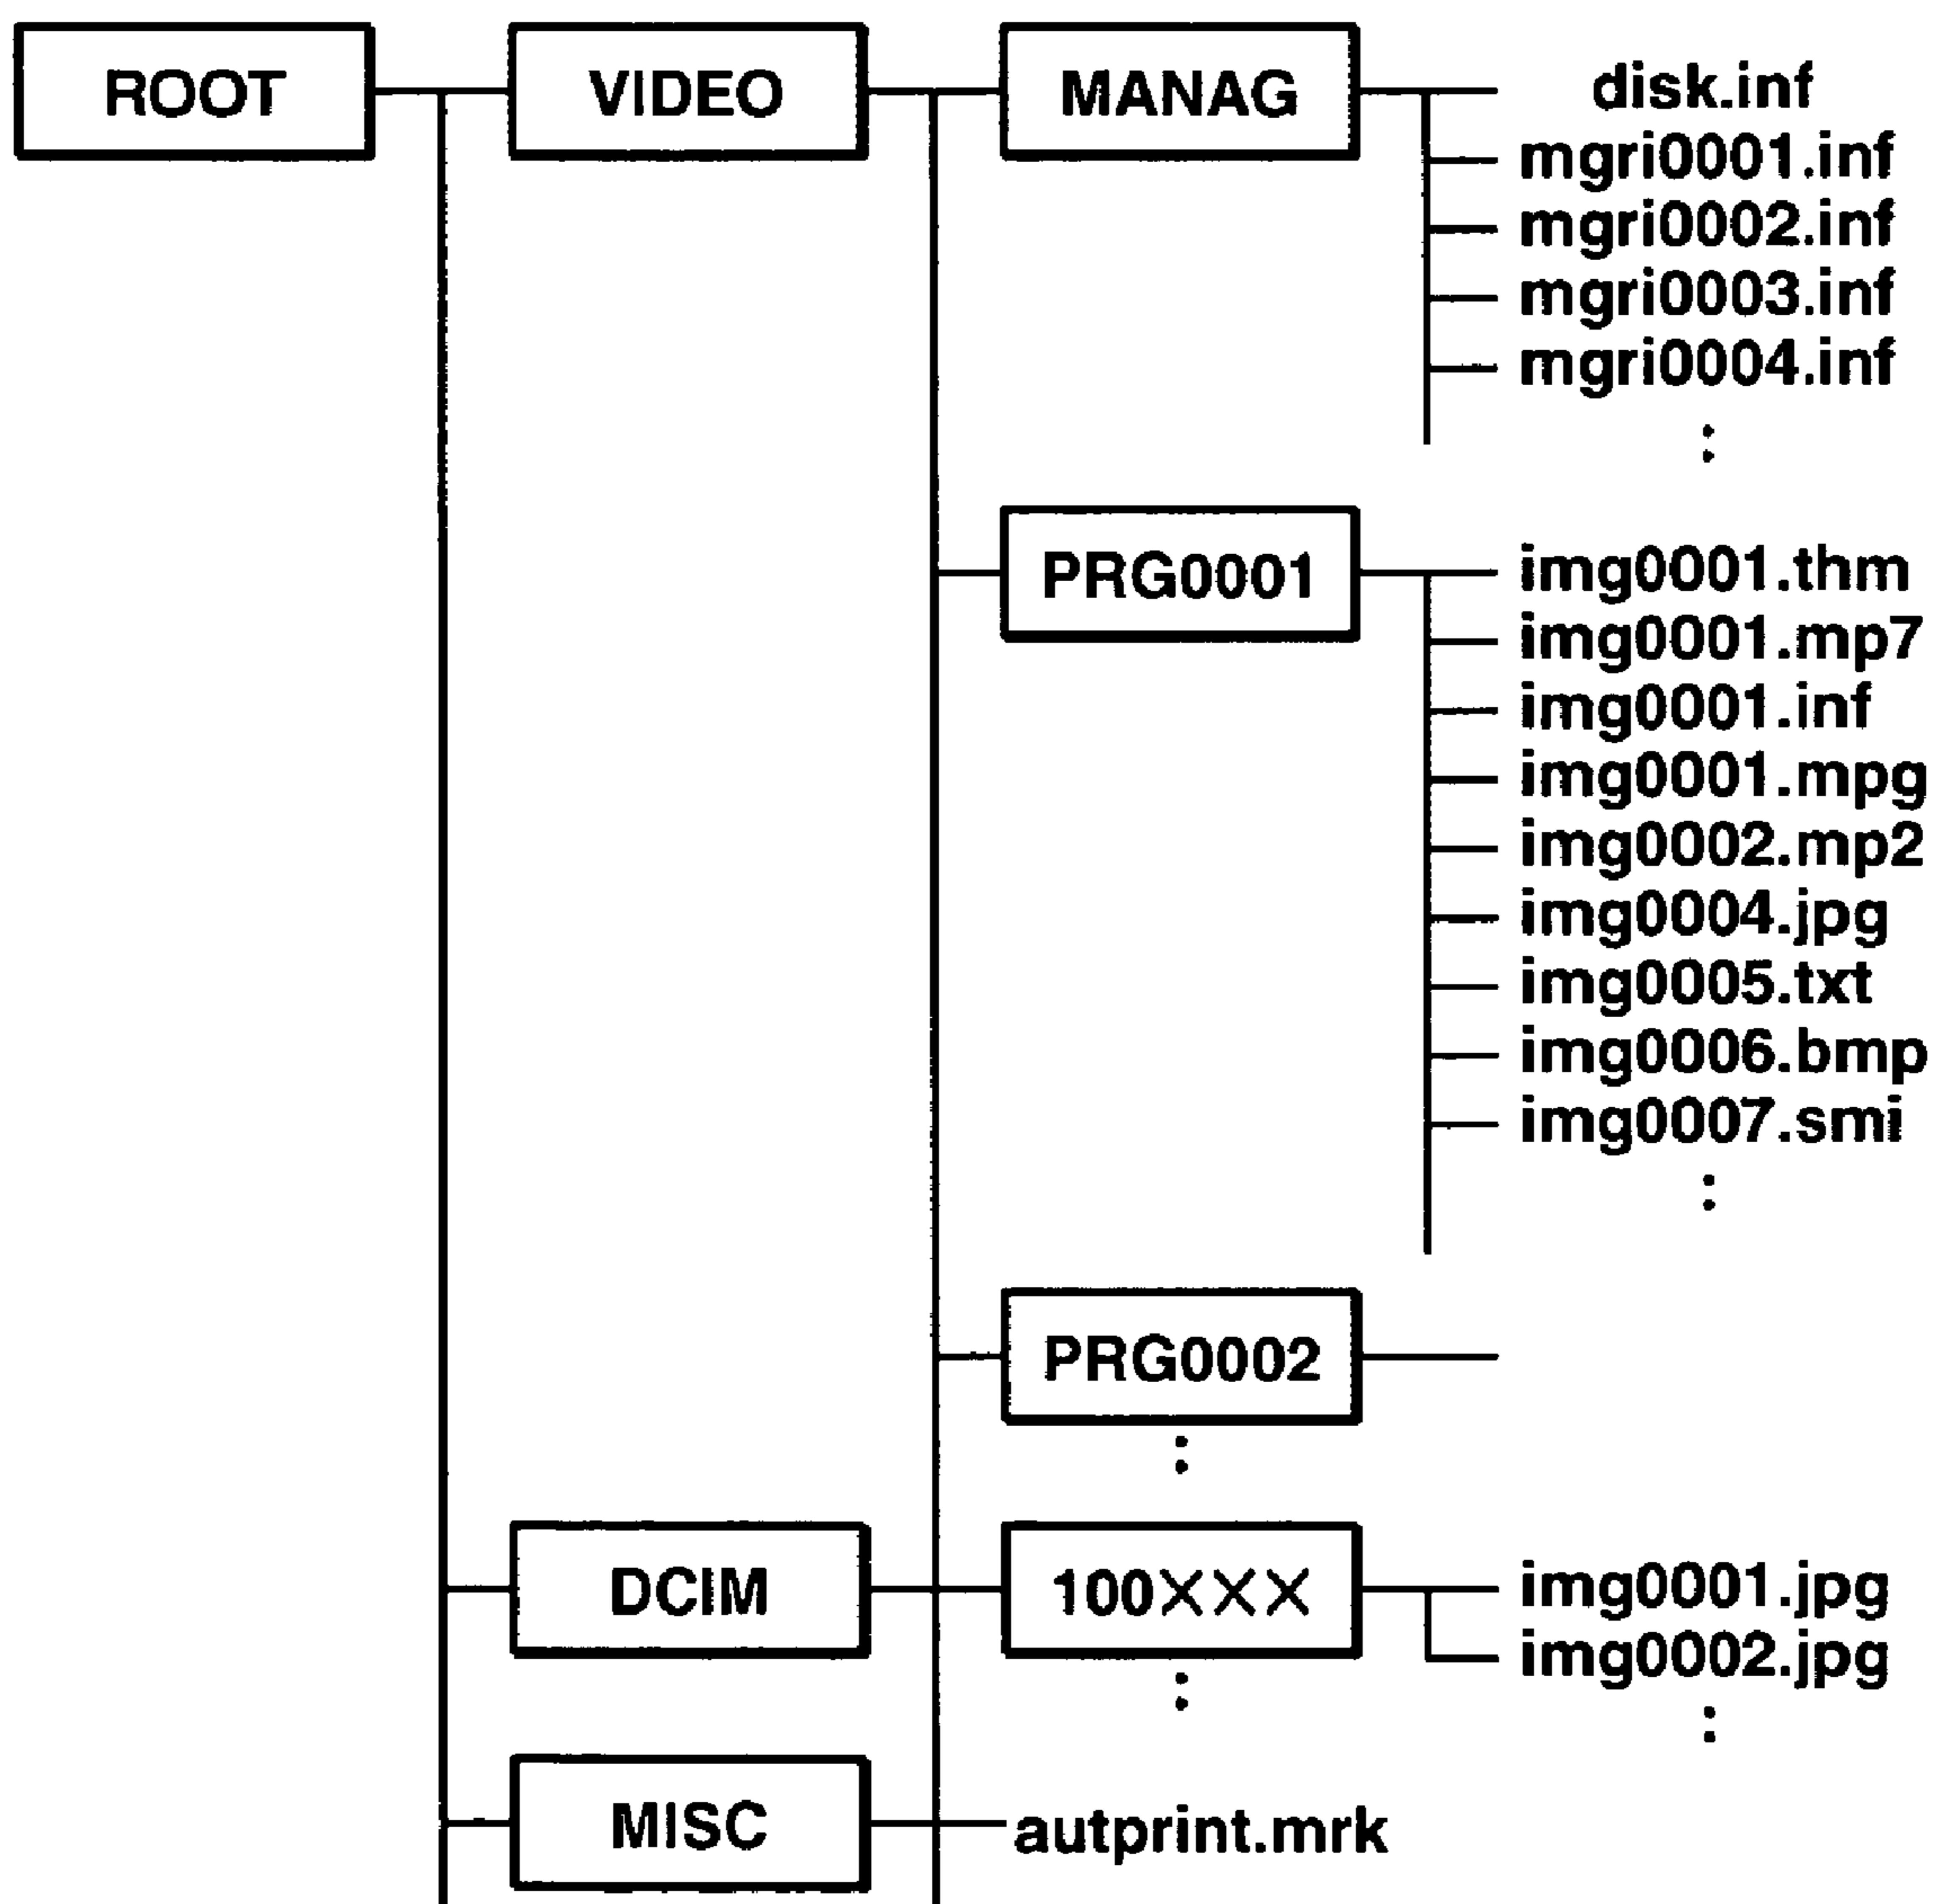 ROOT
VIDEO
MANAG
disk.inf
mgri0001.inf
mgri0002.inf
mgri0003.inf
mgri0004.inf
:
PRG0001
img0001.thm
img0001.mp7
img0001.inf
img0001.mpg
img0002.mp2
img0004.jpg
img0005.txt
img0006.bmp
img0007.smi
:
PRG0002
:
DCIM
100XXX
:
img0001.jpg
img0002.jpg
:
MISC
autprint.mrk